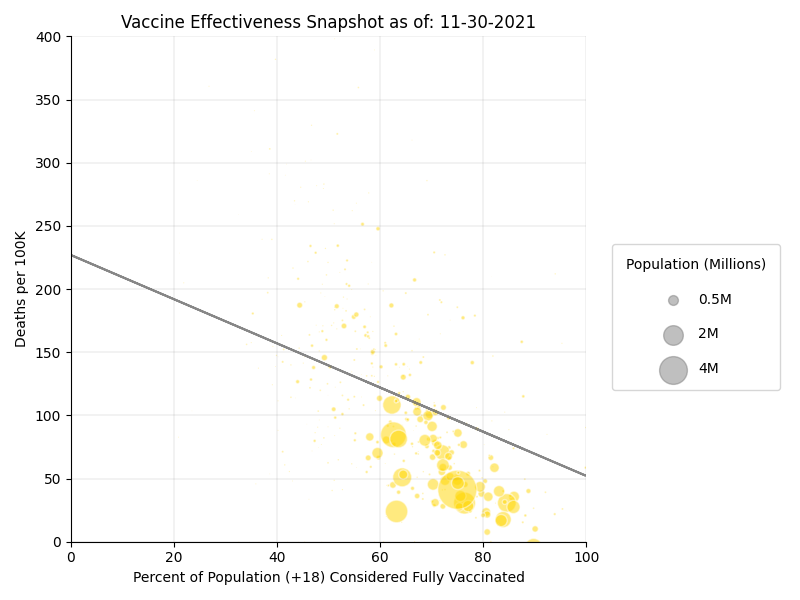 Vaccine Effectiveness Snapshot as of: 11-30-2021
400
350
300
250
200
150
100
50
0
Deaths per 100K
0 20 40 60 80 100
Percent of Population (+18) Considered Fully Vaccinated
Population (Millions)
0.5M
2M
4M